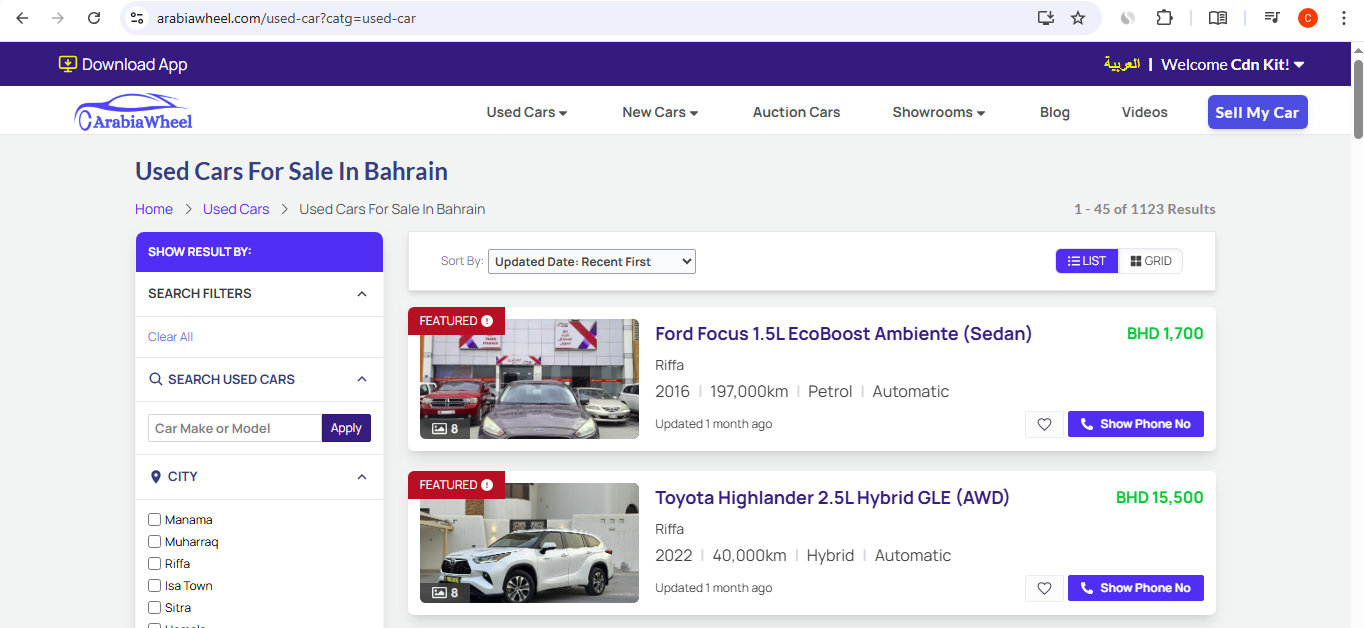 arabiawheel.com/used-car?catg=used-car
C
Download App
العربية | Welcome Cdn Kit!
ArabiaWheel
Used Cars
New Cars
Auction Cars
Showrooms
Blog
Videos
Sell My Car
Used Cars For Sale In Bahrain
Home > Used Cars > Used Cars For Sale In Bahrain
1 - 45 of 1123 Results
SHOW RESULT BY:
SEARCH FILTERS
Clear All
SEARCH USED CARS
Car Make or Model
Apply
CITY
Manama
Muharraq
Riffa
Isa Town
Sitra
Sort By: Updated Date: Recent First
LIST
GRID
FEATURED
8
Ford Focus 1.5L EcoBoost Ambiente (Sedan)
BHD 1,700
Riffa
2016 | 197,000km | Petrol | Automatic
Updated 1 month ago
Show Phone No
FEATURED
8
Toyota Highlander 2.5L Hybrid GLE (AWD)
BHD 15,500
Riffa
2022 | 40,000km | Hybrid | Automatic
Updated 1 month ago
Show Phone No